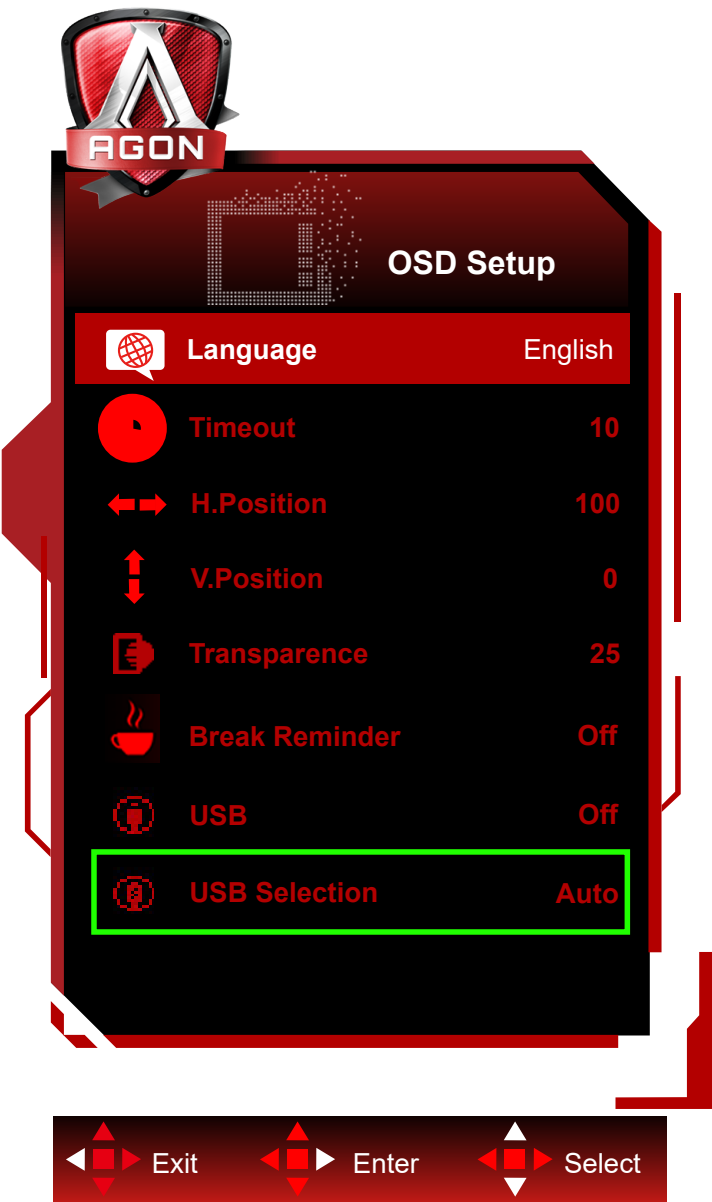 AGON
OSD Setup
Language English
Timeout 10
H.Position 100
V.Position 0
Transparence 25
Break Reminder Off
USB Off
USB Selection Auto
Exit Enter Select